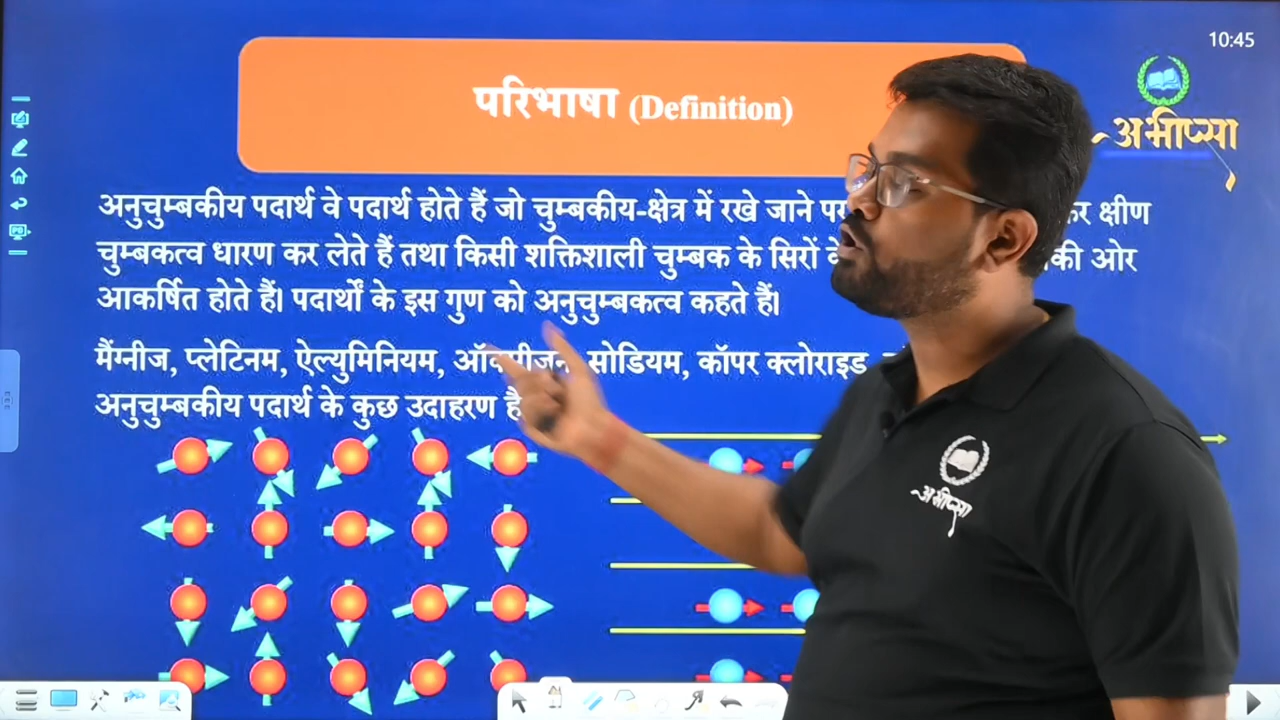 10:45
परिभाषा (Definition)
अभीप्सा
अनुचुम्बकीय पदार्थ वे पदार्थ होते हैं जो चुम्बकीय-क्षेत्र में रखे जाने पर क्षीण
चुम्बकत्व धारण कर लेते हैं तथा किसी शक्तिशाली चुम्बक के सिरों की ओर
आकर्षित होते हैं। पदार्थों के इस गुण को अनुचुम्बकत्व कहते हैं।
मैंग्नीज, प्लेटिनम, ऐल्युमिनियम, सोडियम, कॉपर क्लोराइड
अनुचुम्बकीय पदार्थ के कुछ उदाहरण हैं
अभीप्सा